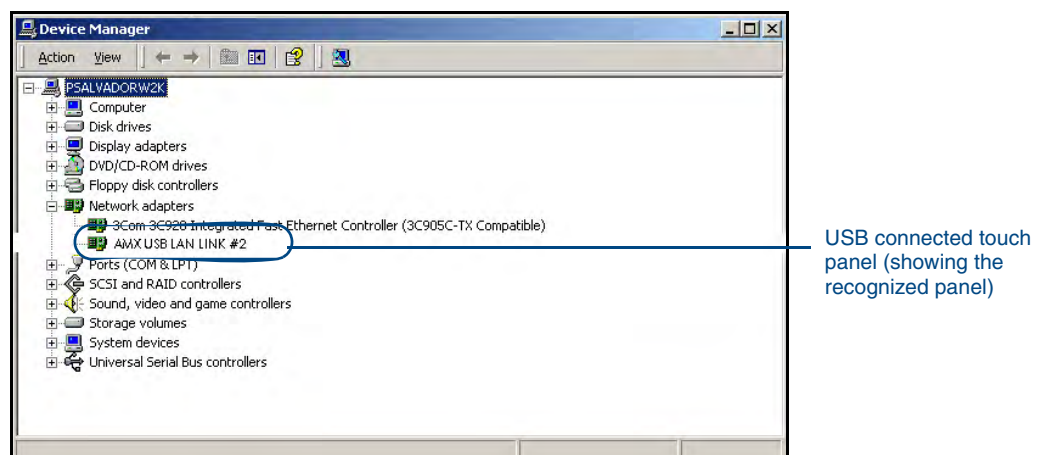 Device Manager
Action View
PSALVADORW2K
Computer
Disk drives
Display adapters
DVD/CD-ROM drives
Floppy disk controllers
Network adapters
3Com 3C920 Integrated Fast Ethernet Controller (3C905C-TX Compatible)
AMX USB LAN LINK #2
Ports (COM & LPT)
SCSI and RAID controllers
Sound, video and game controllers
Storage volumes
System devices
Universal Serial Bus controllers
USB connected touch
panel (showing the
recognized panel)